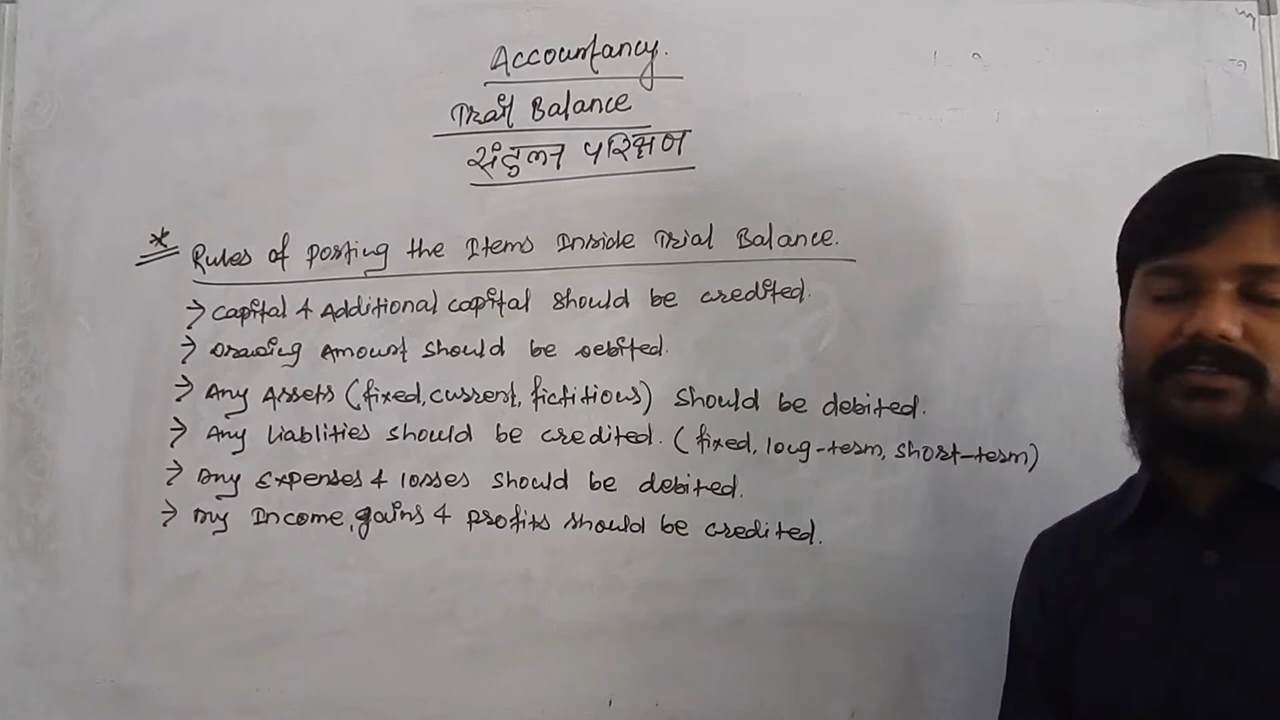 Accountancy.
Trail Balance
संतुलन परिक्षण
* Rules of posting the Items Inside Trial Balance.
→ Capital & Additional capital should be credited.
→ Drawing Amount should be debited.
→ Any Assets (fixed, current, fictitious) should be debited.
→ Any liablities should be credited. (fixed, long-term, short-term)
→ Any Expenses & losses should be debited.
→ Any Income, gains & profits should be credited.